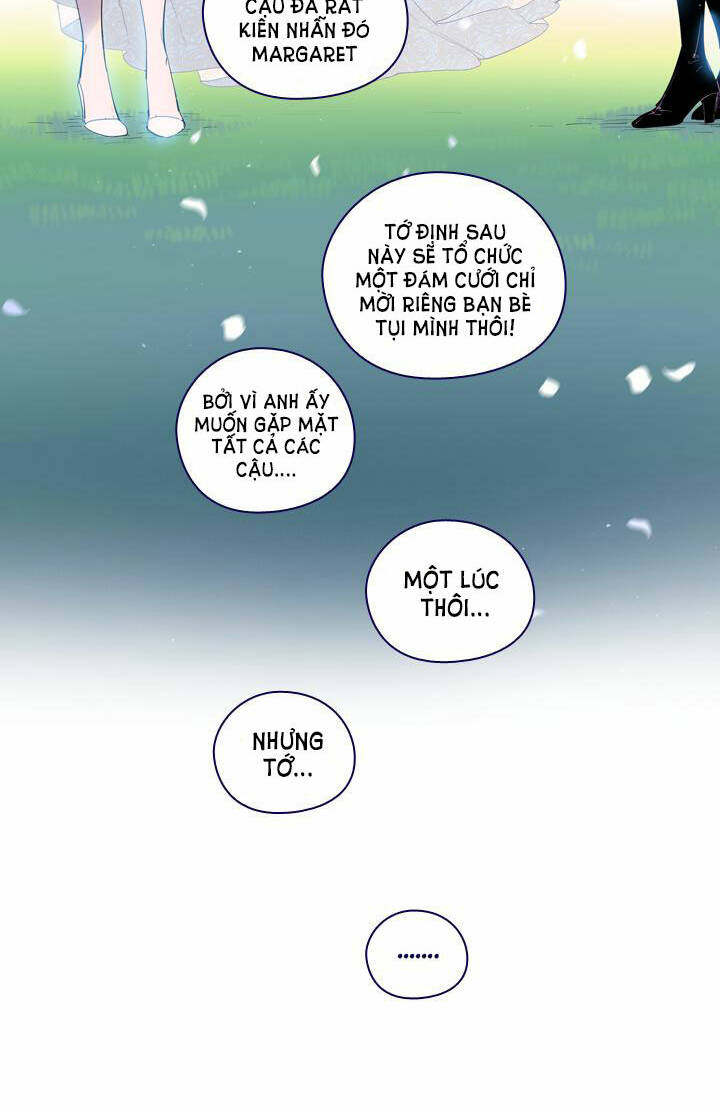 CẬU ĐÃ RẤT
KIÊN NHẪN ĐÓ
MARGARET
TỚ ĐỊNH SAU
NÀY SẼ TỔ CHỨC
MỘT ĐÁM CƯỚI CHỈ
MỜI RIÊNG BẠN BÈ
TỤI MÌNH THÔI!
BỞI VÌ ANH ẤY
MUỐN GẶP MẶT
TẤT CẢ CÁC
CẬU....
MỘT LÚC
THÔI...
NHƯNG
TỚ...
.......